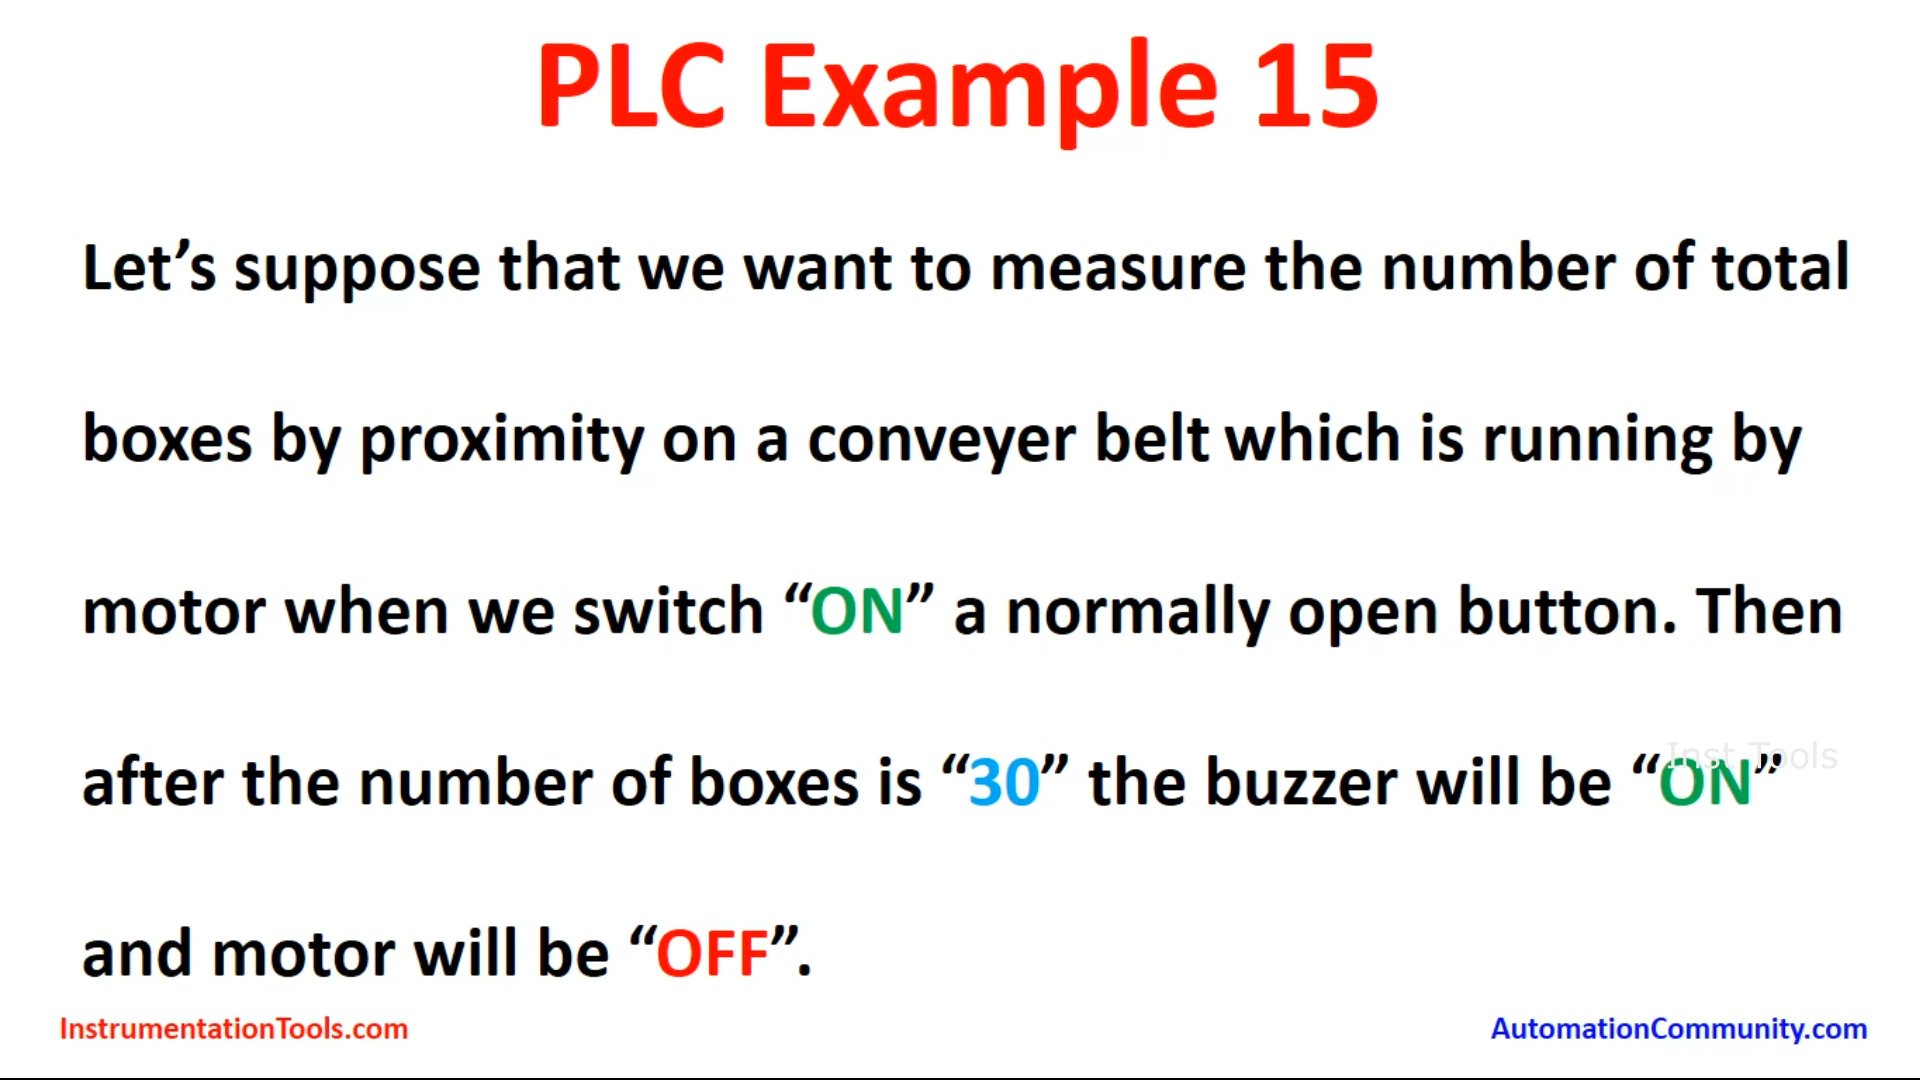 PLC Example 15
Let’s suppose that we want to measure the number of total
boxes by proximity on a conveyer belt which is running by
motor when we switch “ON” a normally open button. Then
after the number of boxes is “30” the buzzer will be “ON”
Inst Tools
and motor will be “OFF”.
InstrumentationTools.com
AutomationCommunity.com